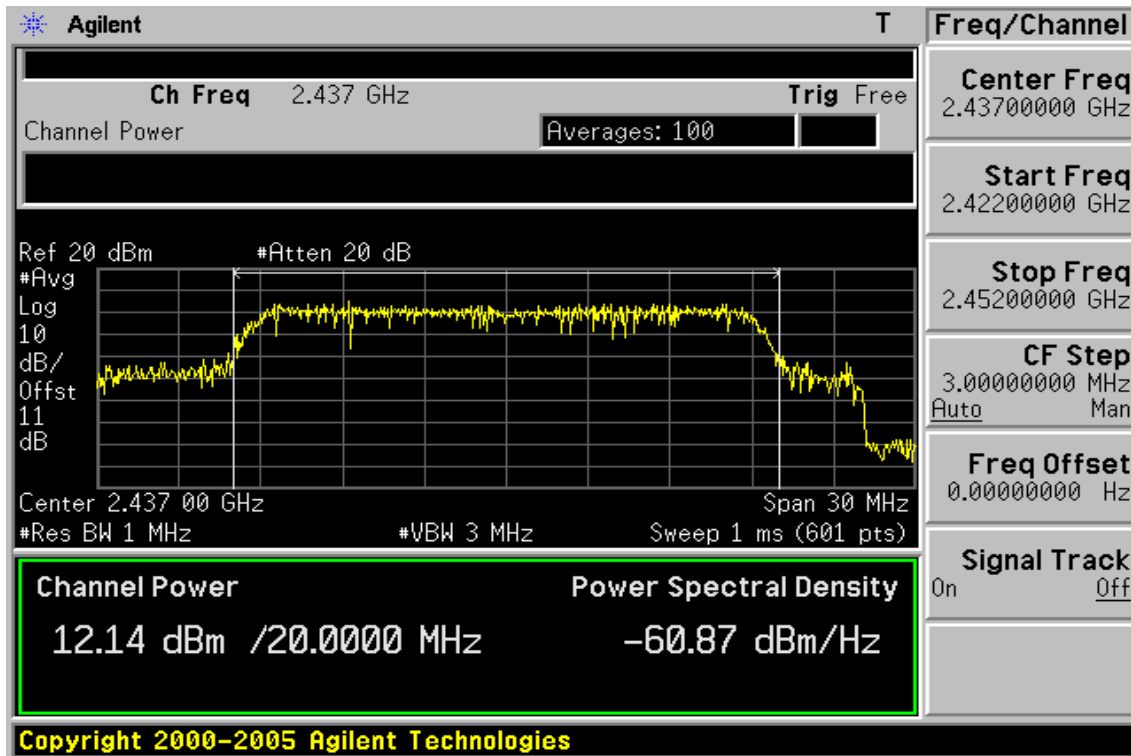 Agilent T
Ch Freq 2.437 GHz Trig Free
Channel Power Averages: 100
Ref 20 dBm #Atten 20 dB
#Avg
Log
10
dB/
Offst
11
dB
Center 2.437 00 GHz Span 30 MHz
#Res BW 1 MHz #VBW 3 MHz Sweep 1 ms (601 pts)
Channel Power Power Spectral Density
12.14 dBm /20.0000 MHz -60.87 dBm/Hz
Copyright 2000-2005 Agilent Technologies
Freq/Channel
Center Freq
2.43700000 GHz
Start Freq
2.42200000 GHz
Stop Freq
2.45200000 GHz
CF Step
3.00000000 MHz
Auto Man
Freq Offset
0.00000000 Hz
Signal Track
On Off